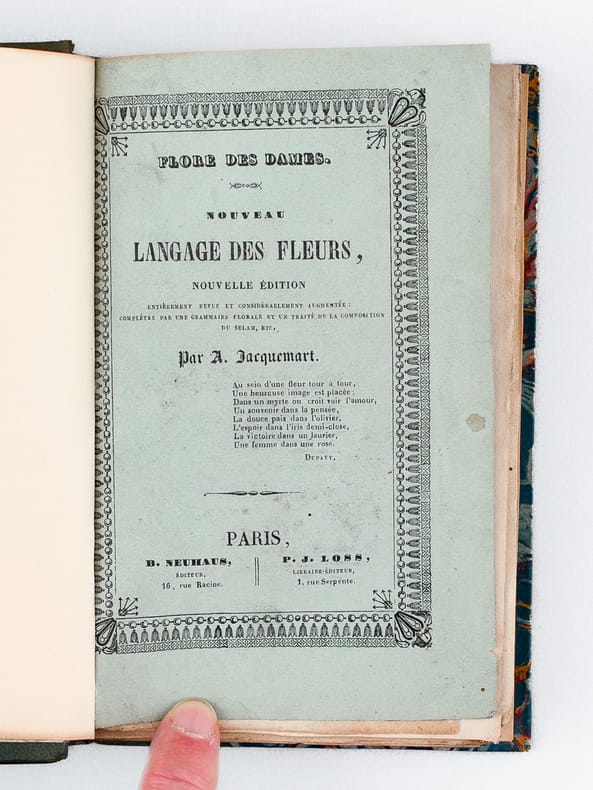 FLORE DES DAMES.
NOUVEAU
LANGAGE DES FLEURS,
NOUVELLE ÉDITION
ENTIÈREMENT REVUE ET CONSIDÉRABLEMENT AUGMENTÉE :
COMPLÉTÉE PAR UNE GRAMMAIRE FLORALE ET UN TRAITÉ DE LA COMPOSITION
DU SELAM, ETC.
Par A. Jacquemart.
Au sein d'une fleur tour à tour,
Une heureuse image est placée ;
Dans un myrte on croit voir l'amour,
Un souvenir dans la pensée,
La douce paix dans l'olivier,
L'espoir dans l'iris demi-close,
La victoire dans un laurier,
Une femme dans une rose.
DUPATY.
PARIS,
B. NEUHAUS,
ÉDITEUR,
16, rue Racine.
P. J. LOSS,
LIBRAIRE-ÉDITEUR,
1, rue Serpente.